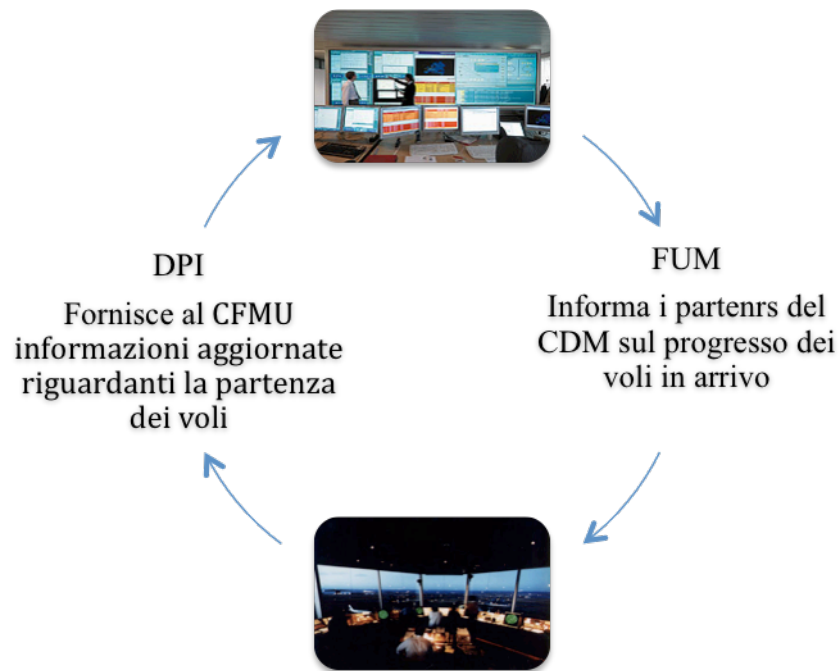 DPI
Fornisce al CFMU
informazioni aggiornate
riguardanti la partenza
dei voli
FUM
Informa i partenrs del
CDM sul progresso dei
voli in arrivo